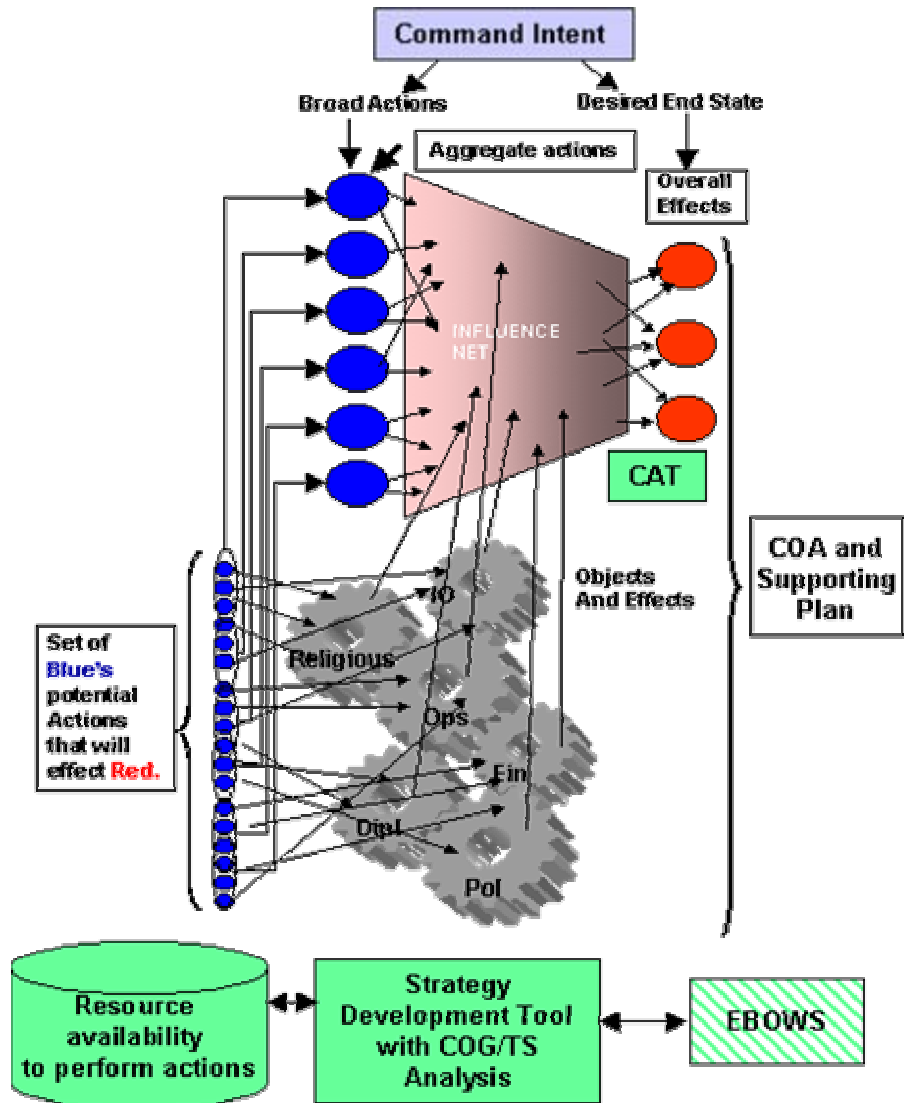 Command Intent
Broad Actions
Desired End State
Aggregate actions
Overall
Effects
INFLUENCE
NET
CAT
COA and
Supporting
Plan
Objects
And Effects
IO
Religious
Ops
Fin
Dipl
Pol
Set of
Blue's
potential
Actions
that will
effect Red.
Resource
availability
to perform actions
Strategy
Development Tool
with COG/TS
Analysis
EBOWS